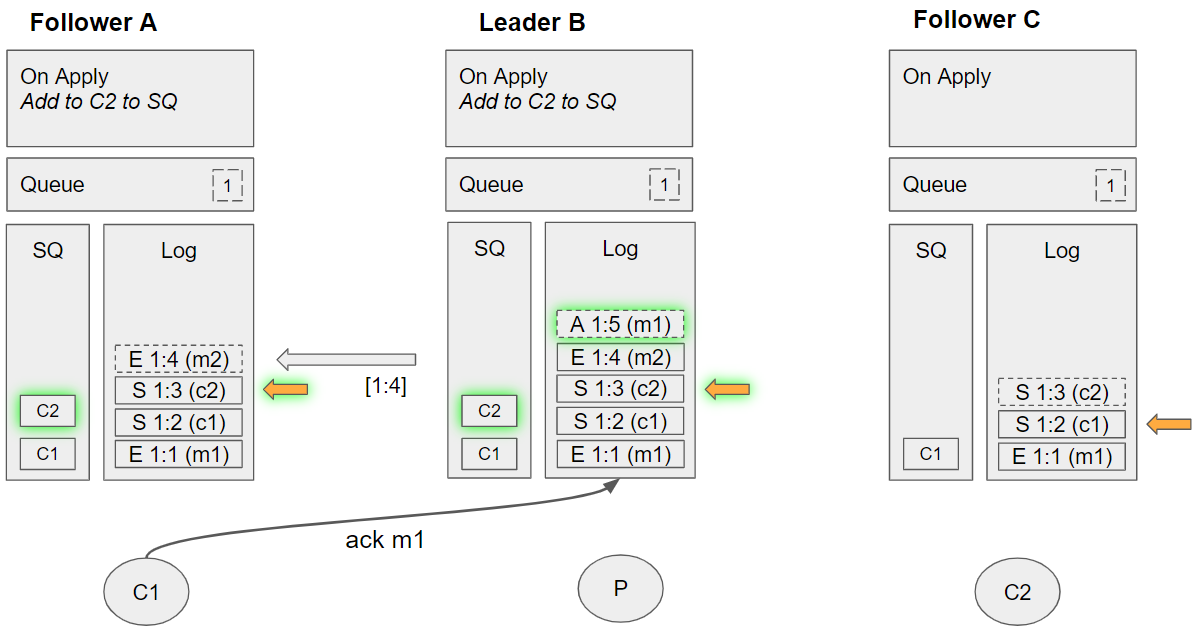 Follower A
On Apply
Add to C2 to SQ
Queue
1
SQ
C2
C1
Log
E 1:4 (m2)
S 1:3 (c2)
S 1:2 (c1)
E 1:1 (m1)
[1:4]
Leader B
On Apply
Add to C2 to SQ
Queue
1
SQ
C2
C1
Log
A 1:5 (m1)
E 1:4 (m2)
S 1:3 (c2)
S 1:2 (c1)
E 1:1 (m1)
Follower C
On Apply
Queue
1
SQ
C1
Log
S 1:3 (c2)
S 1:2 (c1)
E 1:1 (m1)
ack m1
C1
P
C2